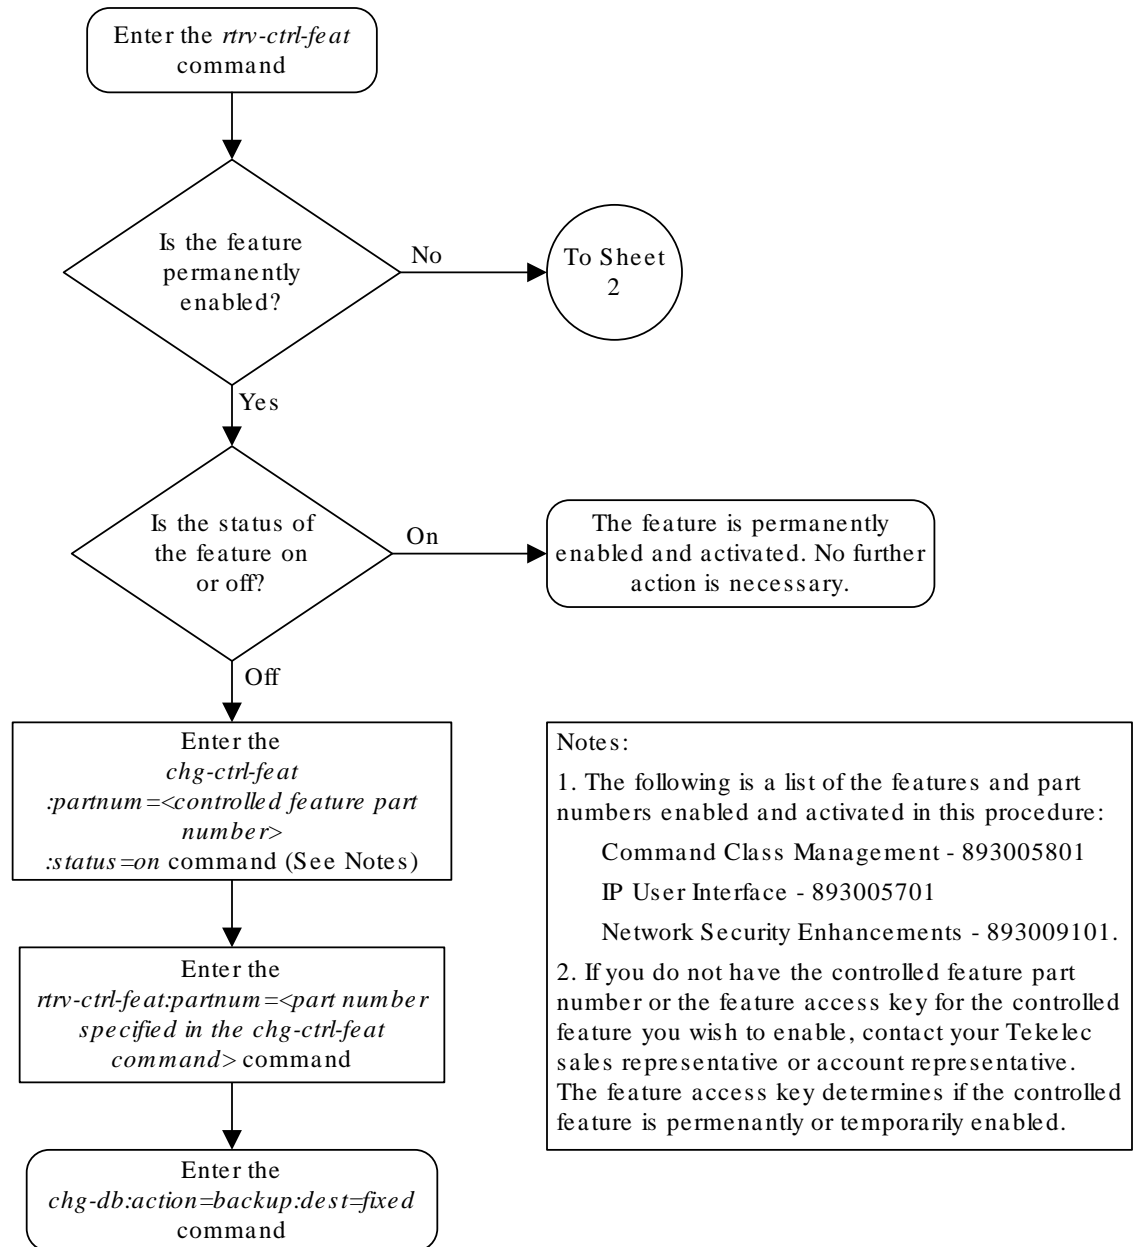 Enter the rtrv-ctrl-feat
command
Is the feature
permanently
enabled?
No
To Sheet
2
Yes
Is the status of
the feature on
or off?
On
The feature is permanently
enabled and activated. No further
action is necessary.
Off
Enter the
chg-ctrl-feat
:partnum=<controlled feature part
number>
:status=on command (See Notes)
Enter the
rtrv-ctrl-feat:partnum=<part number
specified in the chg-ctrl-feat
command> command
Enter the
chg-db:action=backup:dest=fixed
command
Notes:
1. The following is a list of the features and part
numbers enabled and activated in this procedure:
Command Class Management - 893005801
IP User Interface - 893005701
Network Security Enhancements - 893009101.
2. If you do not have the controlled feature part
number or the feature access key for the controlled
feature you wish to enable, contact your Tekelec
sales representative or account representative.
The feature access key determines if the controlled
feature is permenantly or temporarily enabled.